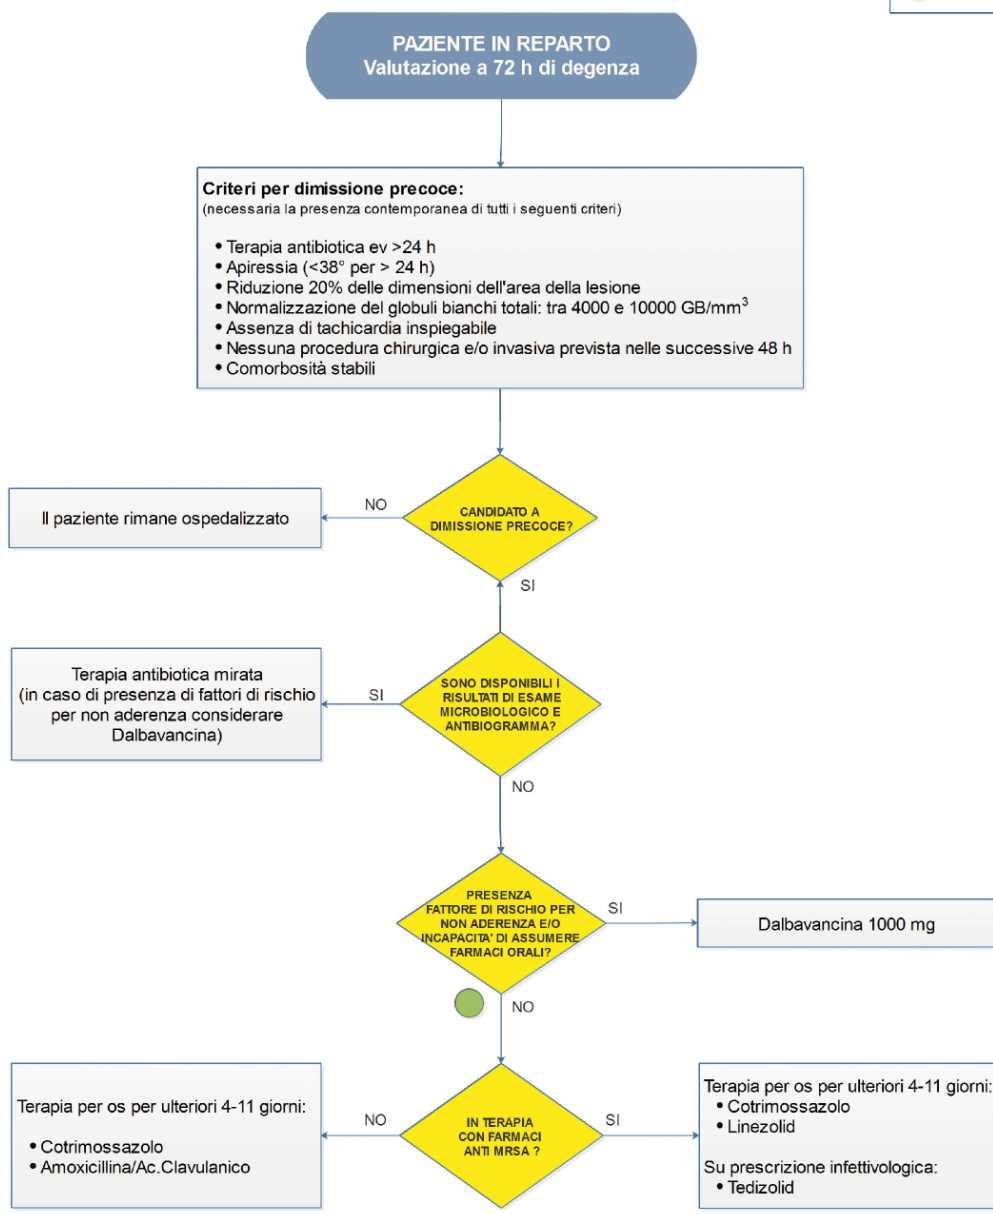 PAZIENTE IN REPARTO
Valutazione a 72 h di degenza
Criteri per dimissione precoce:
(necessaria la presenza contemporanea di tutti i seguenti criteri)
• Terapia antibiotica ev >24 h
• Apiressia (<38° per > 24 h)
• Riduzione 20% delle dimensioni dell'area della lesione
• Normalizzazione del globuli bianchi totali: tra 4000 e 10000 GB/mm³
• Assenza di tachicardia inspiegabile
• Nessuna procedura chirurgica e/o invasiva prevista nelle successive 48 h
• Comorbosità stabili
CANDIDATO A
DIMISSIONE PRECOCE?
NO
Il paziente rimane ospedalizzato
SI
SONO DISPONIBILI I
RISULTATI DI ESAME
MICROBIOLOGICO E
ANTIBIOGRAMMA?
SI
Terapia antibiotica mirata
(in caso di presenza di fattori di rischio
per non aderenza considerare
Dalbavancina)
NO
PRESENZA
FATTORE DI RISCHIO PER
NON ADERENZA E/O
INCAPACITA' DI ASSUMERE
FARMACI ORALI?
SI
Dalbavancina 1000 mg
NO
IN TERAPIA
CON FARMACI
ANTI MRSA ?
NO
Terapia per os per ulteriori 4-11 giorni:
• Cotrimossazolo
• Amoxicillina/Ac.Clavulanico
SI
Terapia per os per ulteriori 4-11 giorni:
• Cotrimossazolo
• Linezolid
Su prescrizione infettivologica:
• Tedizolid